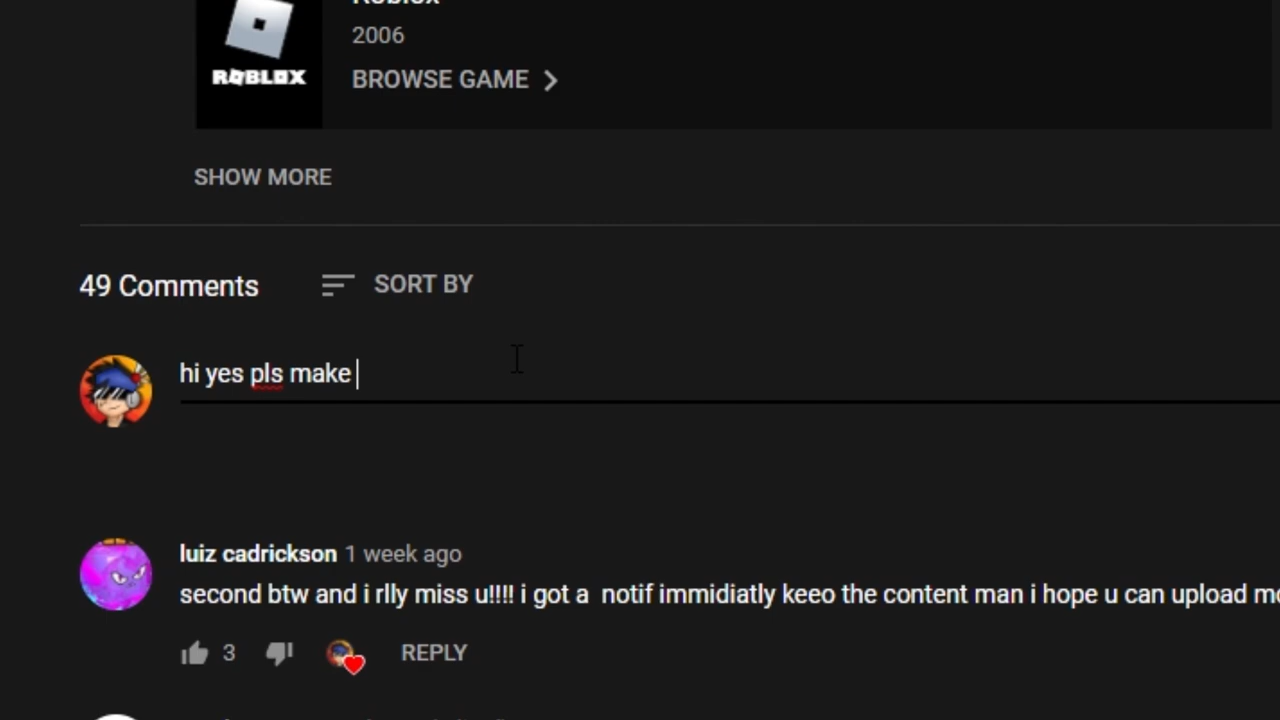 Roblox
2006
BROWSE GAME
ROBLOX
SHOW MORE
49 Comments
SORT BY
hi yes pls make
luiz cadrickson 1 week ago
second btw and i rlly miss u!!!! i got a  notif immidiatly keeo the content man i hope u can upload
3
REPLY